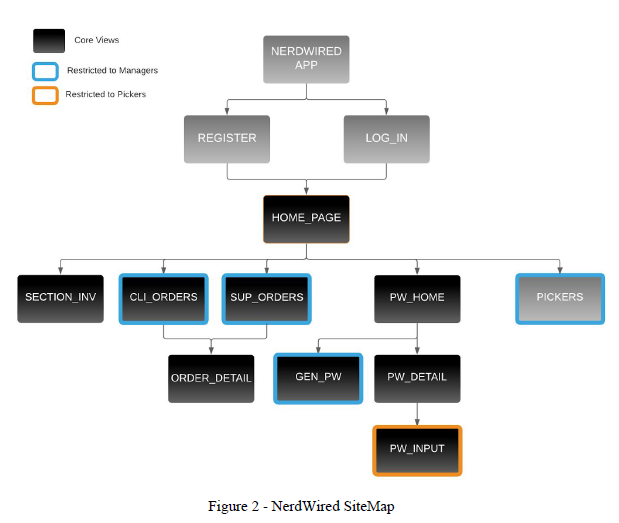 Core Views
Restricted to Managers
Restricted to Pickers
NERDWIRED
APP
REGISTER
LOG_IN
HOME_PAGE
SECTION_INV
CLI_ORDERS
SUP_ORDERS
PW_HOME
PICKERS
ORDER_DETAIL
GEN_PW
PW_DETAIL
PW_INPUT
Figure 2 - NerdWired SiteMap